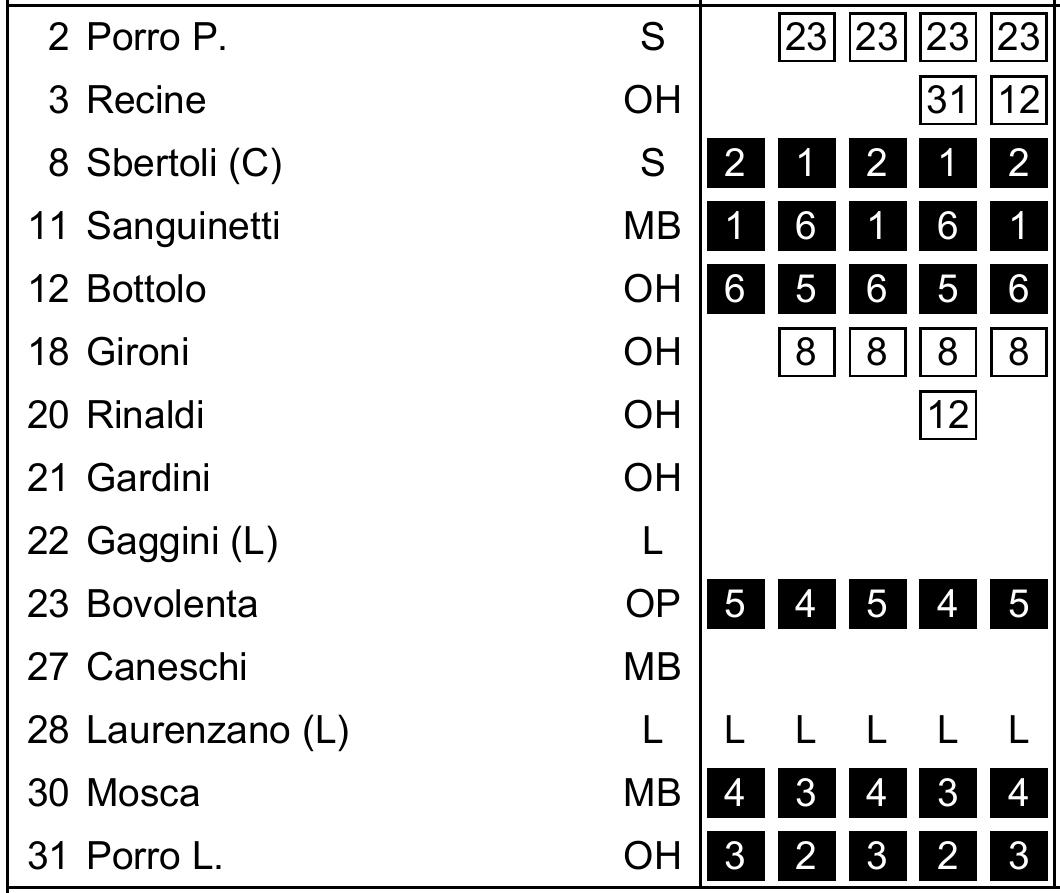 2 Porro P. S 23 23 23 23
3 Recine OH 31 12
8 Sbertoli (C) S 2 1 2 1 2
11 Sanguinetti MB 1 6 1 6 1
12 Bottolo OH 6 5 6 5 6
18 Gironi OH 8 8 8 8
20 Rinaldi OH 12
21 Gardini OH
22 Gaggini (L) L
23 Bovolenta OP 5 4 5 4 5
27 Caneschi MB
28 Laurenzano (L) L L L L L L
30 Mosca MB 4 3 4 3 4
31 Porro L. OH 3 2 3 2 3